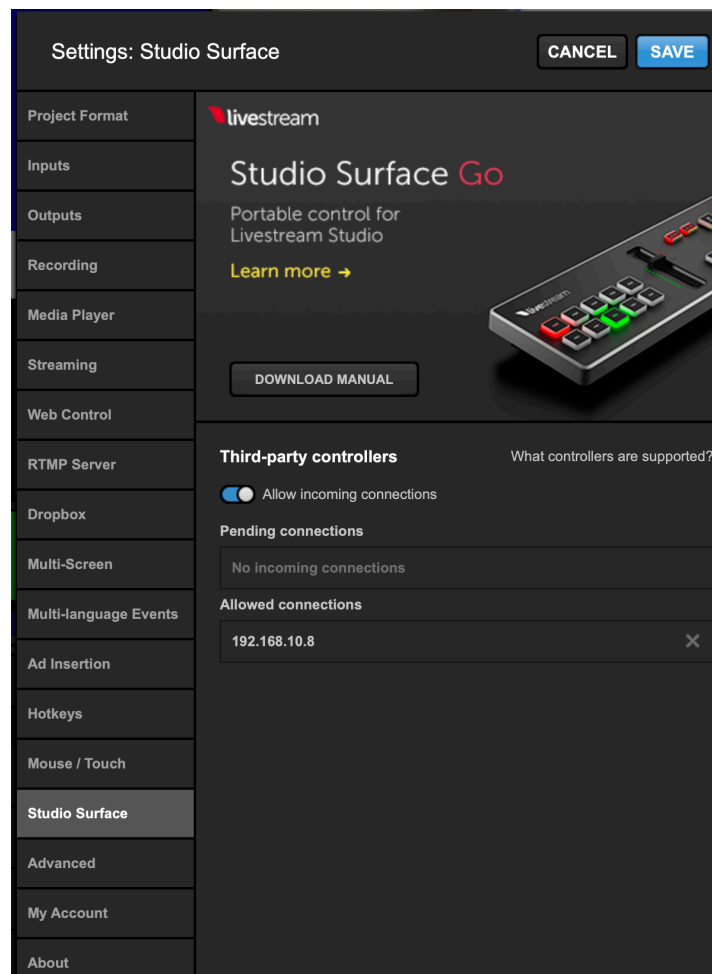 Settings: Studio Surface
CANCEL
SAVE
Project Format
Inputs
Outputs
Recording
Media Player
Streaming
Web Control
RTMP Server
Dropbox
Multi-Screen
Multi-language Events
Ad Insertion
Hotkeys
Mouse / Touch
Studio Surface
Advanced
My Account
About
livestream
Studio Surface Go
Portable control for
Livestream Studio
Learn more →
livestream
DOWNLOAD MANUAL
Third-party controllers
What controllers are supported?
Allow incoming connections
Pending connections
No incoming connections
Allowed connections
192.168.10.8